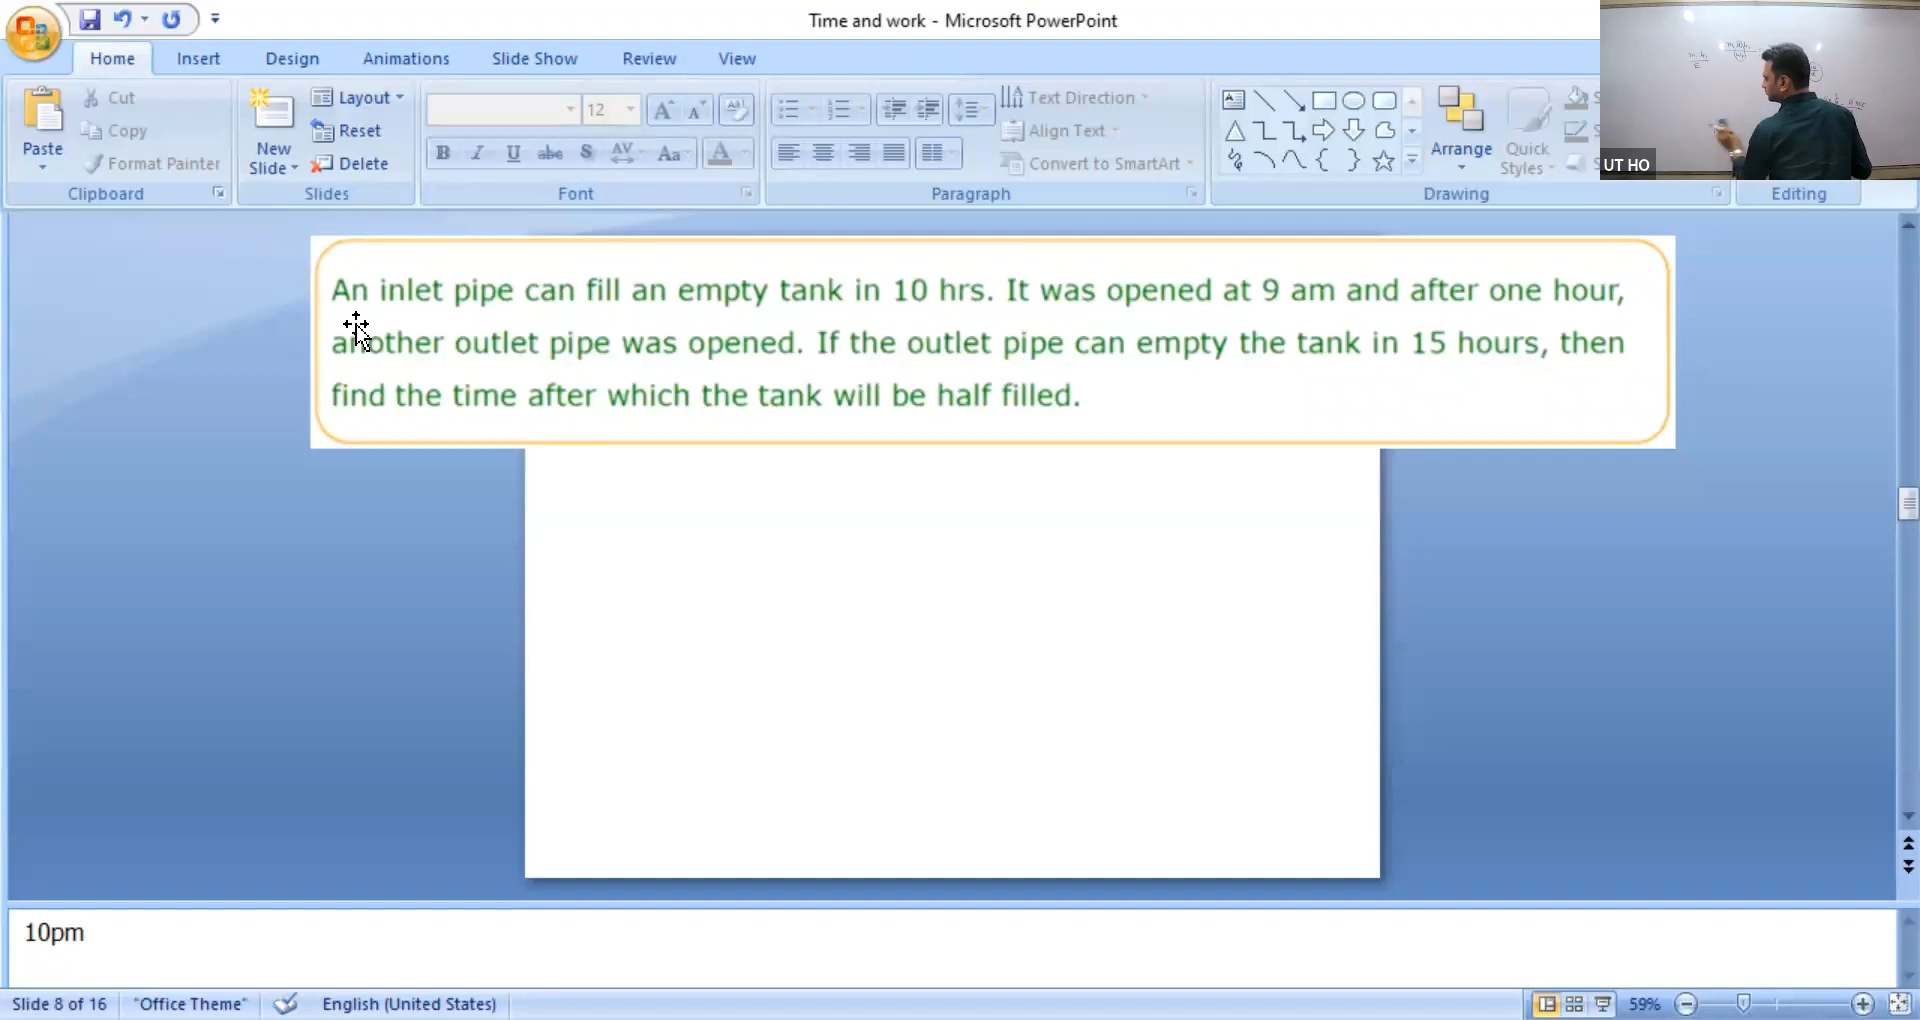 Time and work - Microsoft PowerPoint
Home Insert Design Animations Slide Show Review View
Paste
Cut
Copy
Format Painter
Clipboard
New
Slide
Layout
Reset
Delete
Slides
12
B I U abc S AV Aa A
Font
Text Direction
Align Text
Convert to SmartArt
Paragraph
Arrange
Quick
Styles
Drawing
Editing
UT HO
An inlet pipe can fill an empty tank in 10 hrs. It was opened at 9 am and after one hour,
another outlet pipe was opened. If the outlet pipe can empty the tank in 15 hours, then
find the time after which the tank will be half filled.
10pm
Slide 8 of 16 "Office Theme" English (United States) 59%